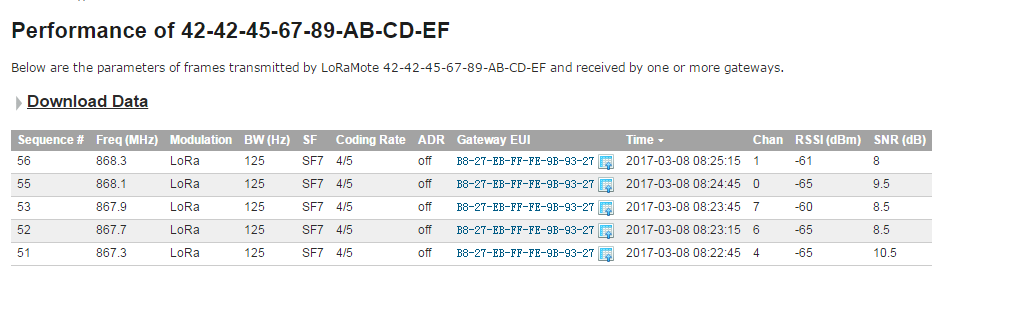 Performance of 42-42-45-67-89-AB-CD-EF
Below are the parameters of frames transmitted by LoRaMote 42-42-45-67-89-AB-CD-EF and received by one or more gateways.
Download Data
Sequence # Freq (MHz) Modulation BW (Hz) SF Coding Rate ADR Gateway EUI Time Chan RSSI (dBm) SNR (dB)
56 868.3 LoRa 125 SF7 4/5 off B8-27-EB-FF-FE-9B-93-27 2017-03-08 08:25:15 1 -61 8
55 868.1 LoRa 125 SF7 4/5 off B8-27-EB-FF-FE-9B-93-27 2017-03-08 08:24:45 0 -65 9.5
53 867.9 LoRa 125 SF7 4/5 off B8-27-EB-FF-FE-9B-93-27 2017-03-08 08:23:45 7 -60 8.5
52 867.7 LoRa 125 SF7 4/5 off B8-27-EB-FF-FE-9B-93-27 2017-03-08 08:23:15 6 -65 8.5
51 867.3 LoRa 125 SF7 4/5 off B8-27-EB-FF-FE-9B-93-27 2017-03-08 08:22:45 4 -65 10.5